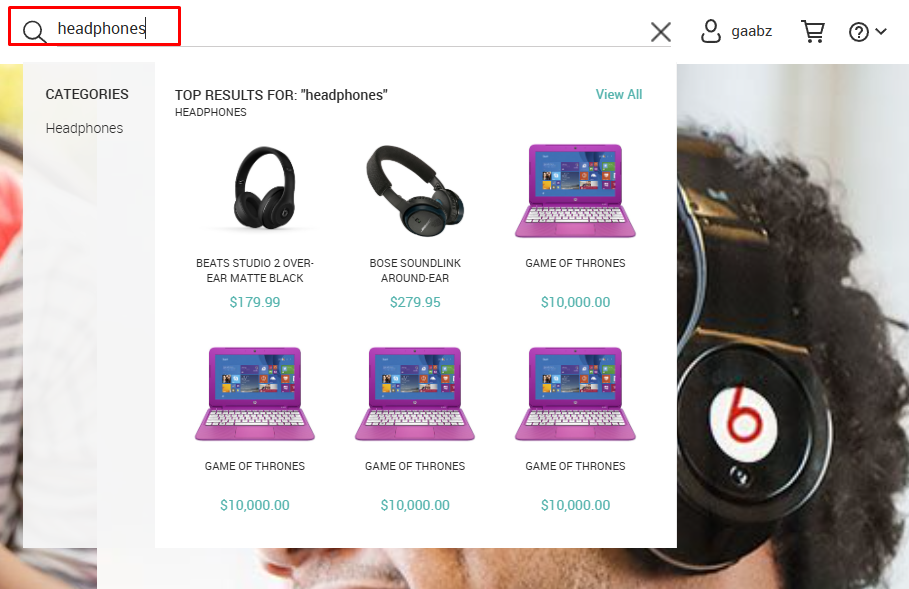 headphones
gaabz
CATEGORIES
Headphones
TOP RESULTS FOR: "headphones"
View All
HEADPHONES
BEATS STUDIO 2 OVER-
EAR MATTE BLACK
$179.99
BOSE SOUNDLINK
AROUND-EAR
$279.95
GAME OF THRONES
$10,000.00
GAME OF THRONES
$10,000.00
GAME OF THRONES
$10,000.00
GAME OF THRONES
$10,000.00